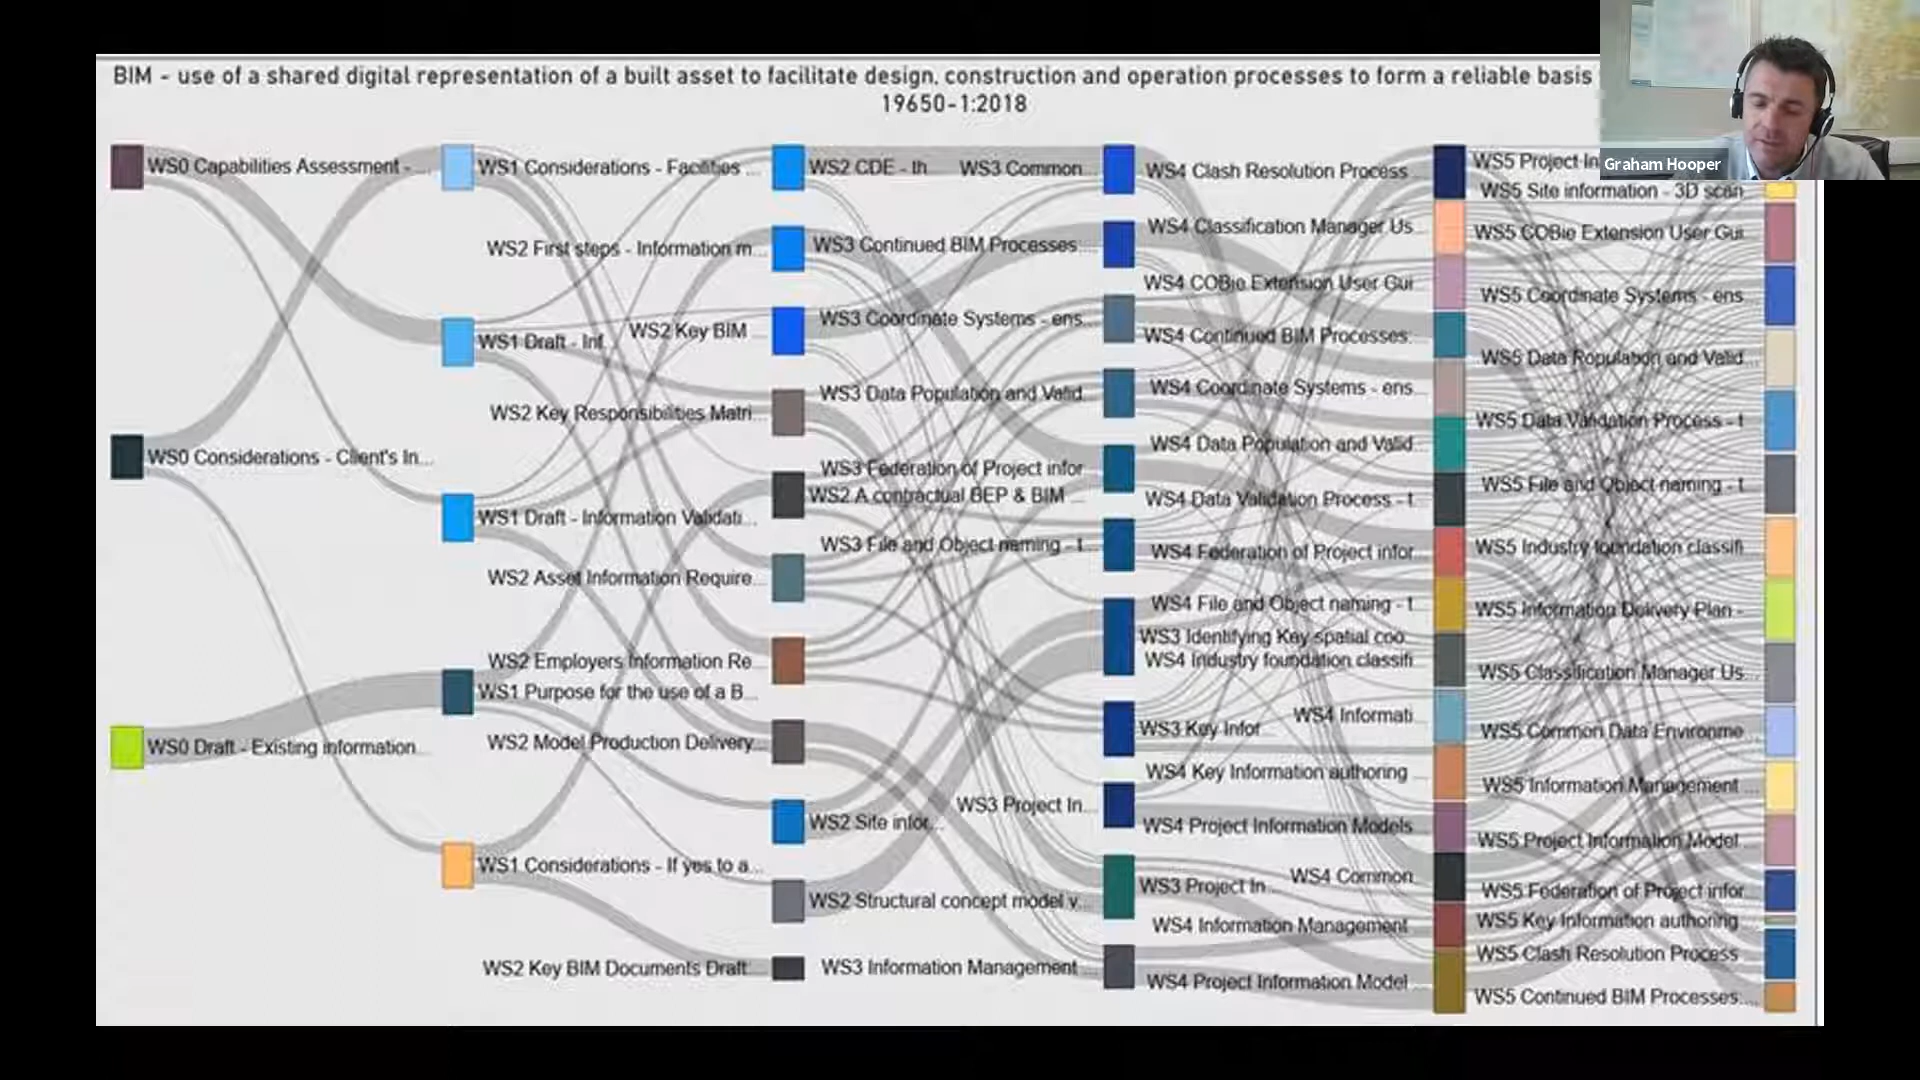 BIM - use of a shared digital representation of a built asset to facilitate design, construction and operation processes to form a reliable basis
19650-1:2018
Graham Hooper
WS0 Capabilities Assessment - ...
WS0 Considerations - Client's In...
WS0 Draft - Existing information...
WS1 Considerations - Facilities ...
WS1 Draft - Inf...
WS1 Draft - Information Validati...
WS1 Purpose for the use of a B...
WS1 Considerations - If yes to a...
WS2 CDE - th
WS2 First steps - Information m...
WS2 Key BIM ...
WS2 Key Responsibilities Matri...
WS2 A contractual BEP & BIM ...
WS2 Asset Information Require...
WS2 Employers Information Re...
WS2 Model Production Delivery...
WS2 Site infor...
WS2 Structural concept model v...
WS2 Key BIM Documents Draft...
WS3 Common...
WS3 Continued BIM Processes:...
WS3 Coordinate Systems - ens...
WS3 Data Population and Valid...
WS3 Federation of Project infor
WS3 File and Object naming - t...
WS3 Identifying Key spatial coo...
WS3 Key Infor...
WS3 Project In...
WS3 Project In...
WS3 Information Management ...
WS4 Clash Resolution Process ...
WS4 Classification Manager Us...
WS4 COBie Extension User Gui
WS4 Continued BIM Processes:
WS4 Coordinate Systems - ens...
WS4 Data Population and Valid...
WS4 Data Validation Process - t...
WS4 Federation of Project infor
WS4 File and Object naming - t...
WS4 Industry foundation classifi
WS4 Informati...
WS4 Key Information authoring ...
WS4 Project Information Models...
WS4 Common...
WS4 Information Management
WS4 Project Information Model ...
WS5 Project In
WS5 Site information - 3D scan
WS5 COBie Extension User Gui
WS5 Coordinate Systems - ens...
WS5 Data Population and Valid...
WS5 Data Validation Process - t
WS5 File and Object naming - t
WS5 Industry foundation classifi
WS5 Information Delivery Plan -
WS5 Classification Manager Us...
WS5 Common Data Environme...
WS5 Information Management ...
WS5 Project Information Model ...
WS5 Federation of Project infor...
WS5 Key Information authoring ...
WS5 Clash Resolution Process
WS5 Continued BIM Processes:...